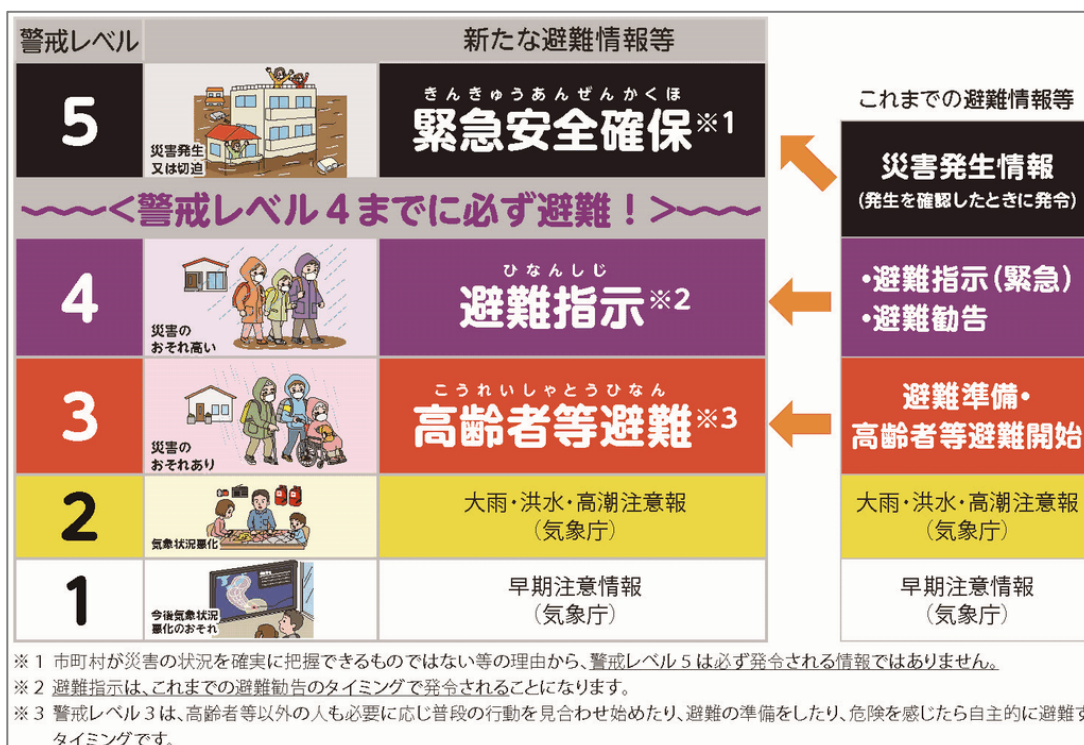 警戒レベル
新たな避難情報等
これまでの避難情報等
5
災害発生
又は切迫
きんきゅうあんぜんかくほ
緊急安全確保※1
災害発生情報
(発生を確認したときに発令)
〜〜〜<警戒レベル4までに必ず避難！>〜〜〜
4
災害の
おそれ高い
ひなんしじ
避難指示※2
・避難指示(緊急)
・避難勧告
3
災害の
おそれあり
こうれいしゃとうひなん
高齢者等避難※3
避難準備・
高齢者等避難開始
2
気象状況悪化
大雨・洪水・高潮注意報
(気象庁)
大雨・洪水・高潮注意報
(気象庁)
1
今後気象状況
悪化のおそれ
早期注意情報
(気象庁)
早期注意情報
(気象庁)
※1 市町村が災害の状況を確実に把握できるものではない等の理由から、警戒レベル5は必ず発令される情報ではありません。
※2 避難指示は、これまでの避難勧告のタイミングで発令されることになります。
※3 警戒レベル3は、高齢者等以外の人も必要に応じ普段の行動を見合わせ始めたり、避難の準備をしたり、危険を感じたら自主的に避難す
タイミングです。